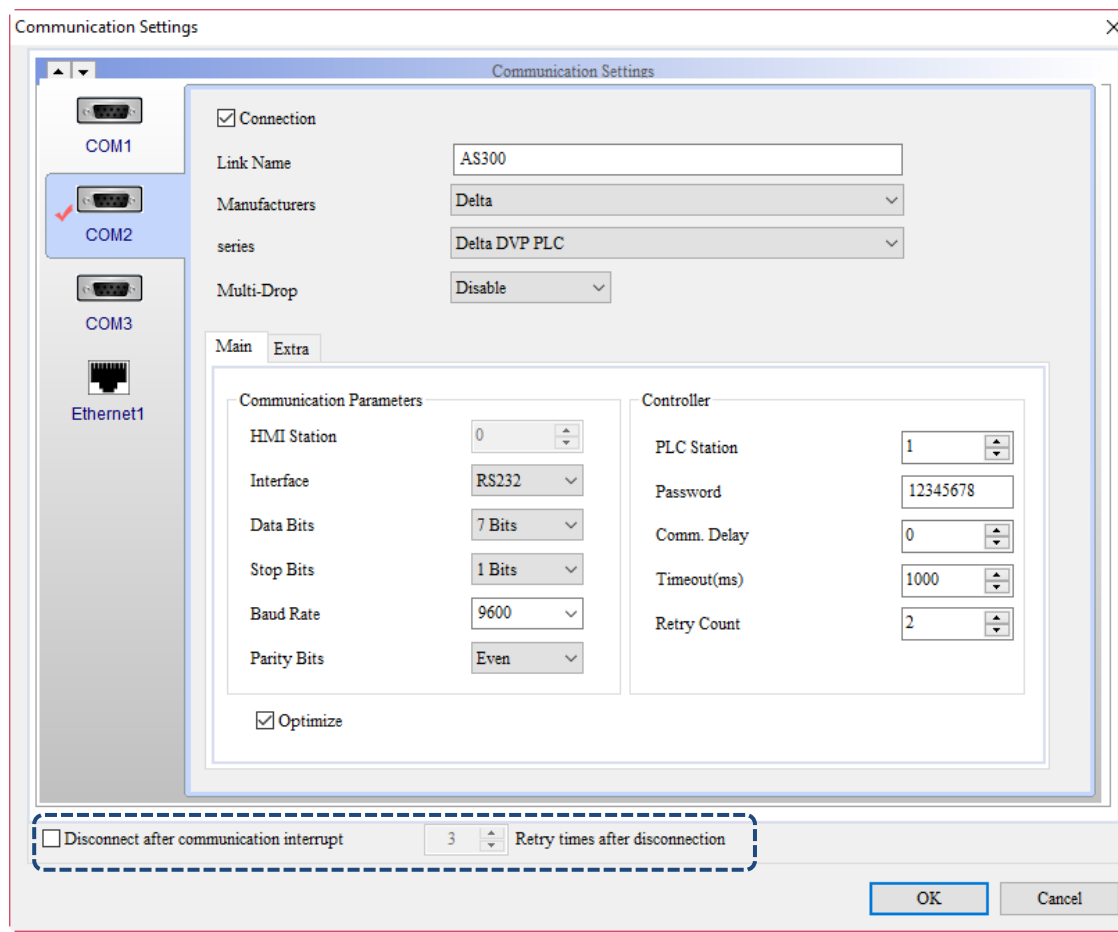 Communication Settings
Communication Settings
COM1
COM2
COM3
Ethernet1
Connection
Link Name AS300
Manufacturers Delta
series Delta DVP PLC
Multi-Drop Disable
Main Extra
Communication Parameters
HMI Station 0
Interface RS232
Data Bits 7 Bits
Stop Bits 1 Bits
Baud Rate 9600
Parity Bits Even
Controller
PLC Station 1
Password 12345678
Comm. Delay 0
Timeout(ms) 1000
Retry Count 2
Optimize
Disconnect after communication interrupt 3 Retry times after disconnection
OK Cancel